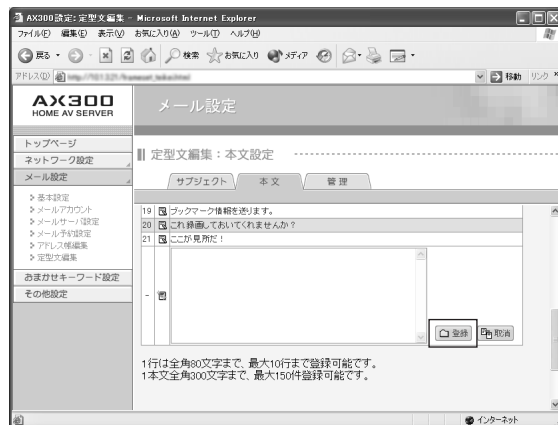 AX300設定：定型文編集 - Microsoft Internet Explorer
ファイル(F) 編集(E) 表示(V) お気に入り(A) ツール(T) ヘルプ(H)
戻る 検索 お気に入り メディア
アドレス(D) 移動 リンク
AX300
HOME AV SERVER
メール設定
トップページ
ネットワーク設定
メール設定
基本設定
メールアカウント
メールサーバ設定
メール予約設定
アドレス帳編集
定型文編集
おまかせキーワード設定
その他設定
定型文編集：本文設定
サブジェクト 本文 管理
19 ブックマーク情報を送ります。
20 これ録画しておいてくれませんか？
21 ここが見所だ！
-
登録 取消
1行は全角80文字まで、最大10行まで登録可能です。
1本文全角300文字まで、最大150件登録可能です。
インターネット